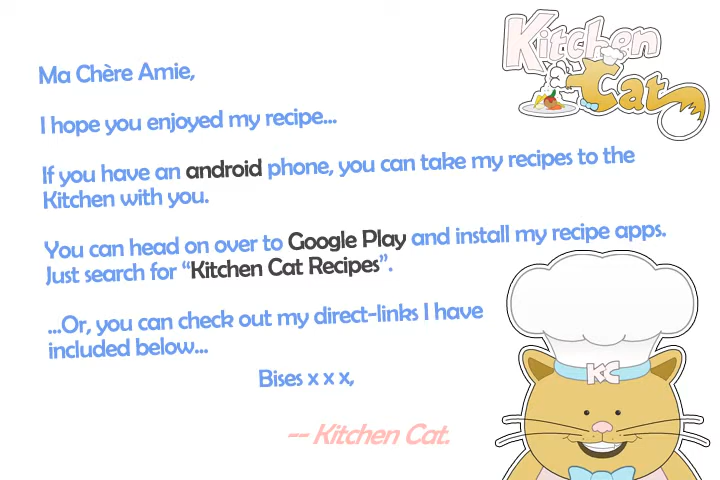 Kitchen
Cat
Ma Chère Amie,
I hope you enjoyed my recipe...
If you have an android phone, you can take my recipes to the
Kitchen with you.
You can head on over to Google Play and install my recipe apps.
Just search for “Kitchen Cat Recipes”.
...Or, you can check out my direct-links I have
included below...
Bises x x x,
-- Kitchen Cat.
KC